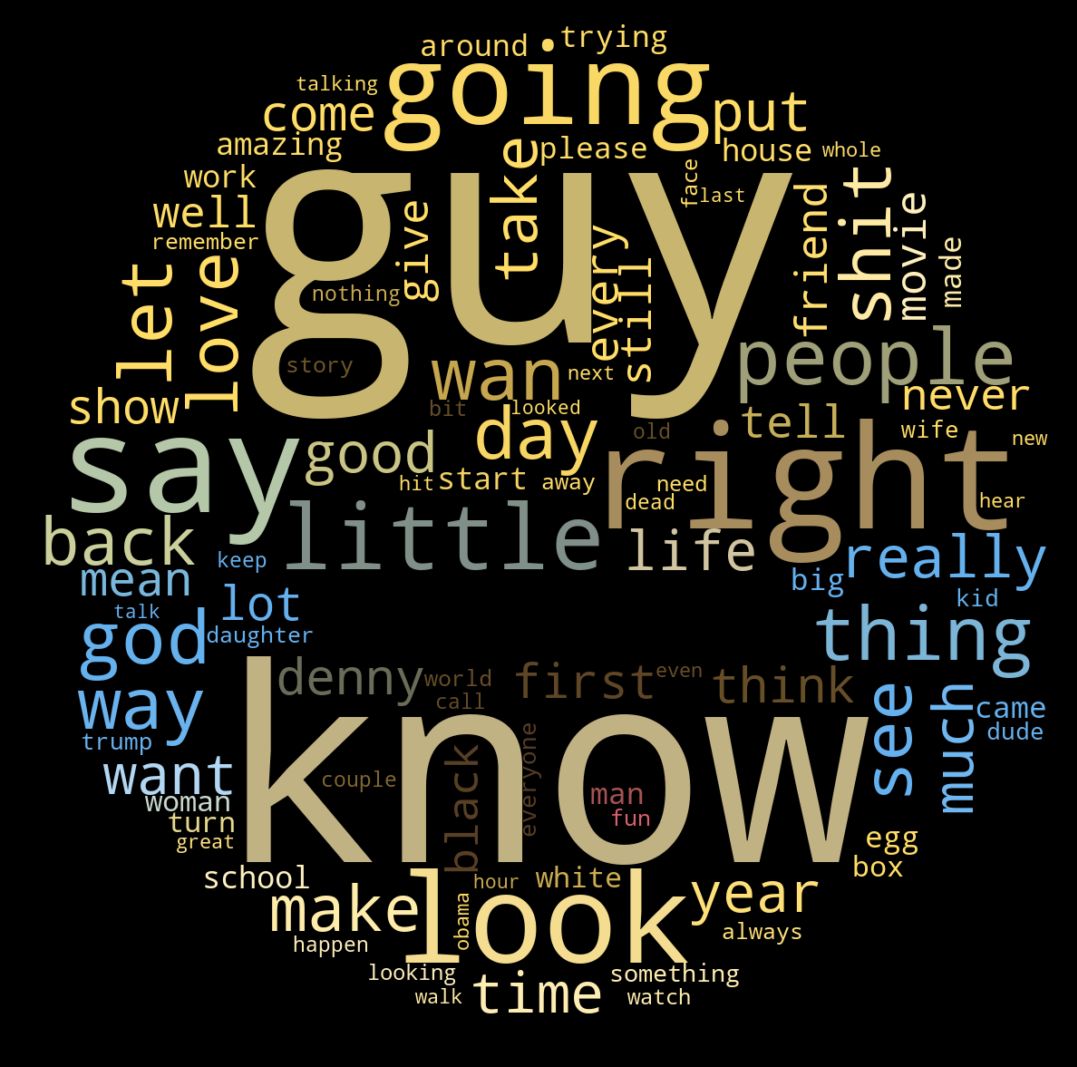 around trying
talking going
come put
amazing please house whole
work guy take face last
well give friend shit movie
remember every made
let love nothing still
story wan next people
show bit looked never
say good day old tell right wife new
hit start away need
dead hear
back little life really
keep big
mean kid
talk lot thing
god daughter
denny world first even think
way know call see much came
trump dude
want couple black everyone man
woman fun
turn egg
great box
school hour white
make look obama year
happen always
looking something
walk time watch